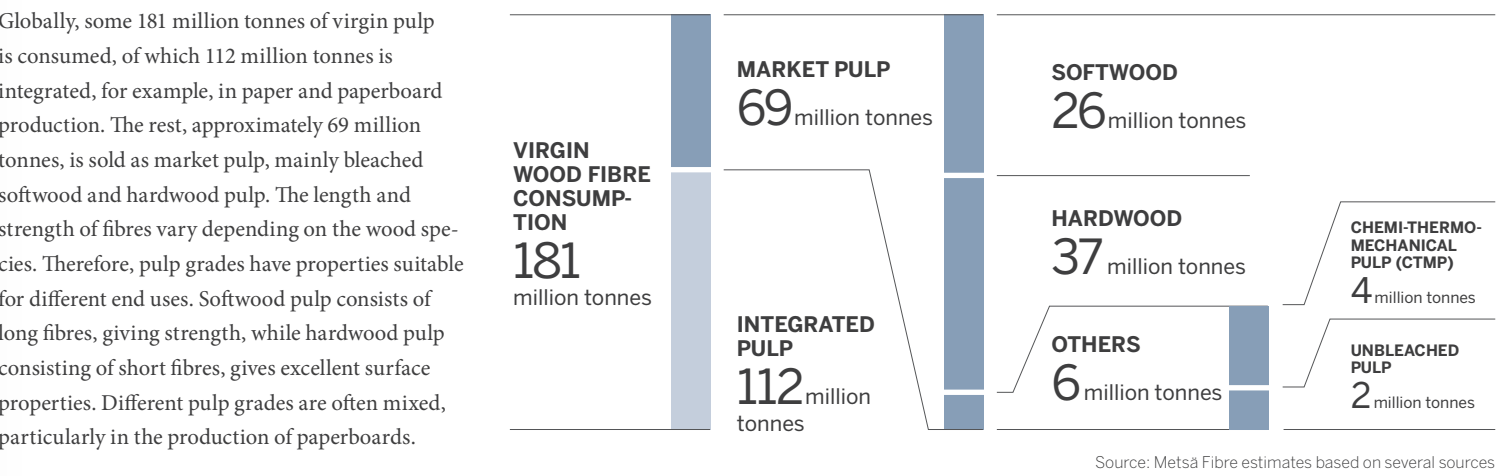 Globally, some 181 million tonnes of virgin pulp
is consumed, of which 112 million tonnes is
integrated, for example, in paper and paperboard
production. The rest, approximately 69 million
tonnes, is sold as market pulp, mainly bleached
softwood and hardwood pulp. The length and
strength of fibres vary depending on the wood spe-
cies. Therefore, pulp grades have properties suitable
for different end uses. Softwood pulp consists of
long fibres, giving strength, while hardwood pulp
consisting of short fibres, gives excellent surface
properties. Different pulp grades are often mixed,
particularly in the production of paperboards.
VIRGIN
WOOD FIBRE
CONSUMP-
TION
181
million tonnes
MARKET PULP
69 million tonnes
INTEGRATED
PULP
112 million
tonnes
SOFTWOOD
26 million tonnes
HARDWOOD
37 million tonnes
OTHERS
6 million tonnes
CHEMI-THERMO-
MECHANICAL
PULP (CTMP)
4 million tonnes
UNBLEACHED
PULP
2 million tonnes
Source: Metsä Fibre estimates based on several sources